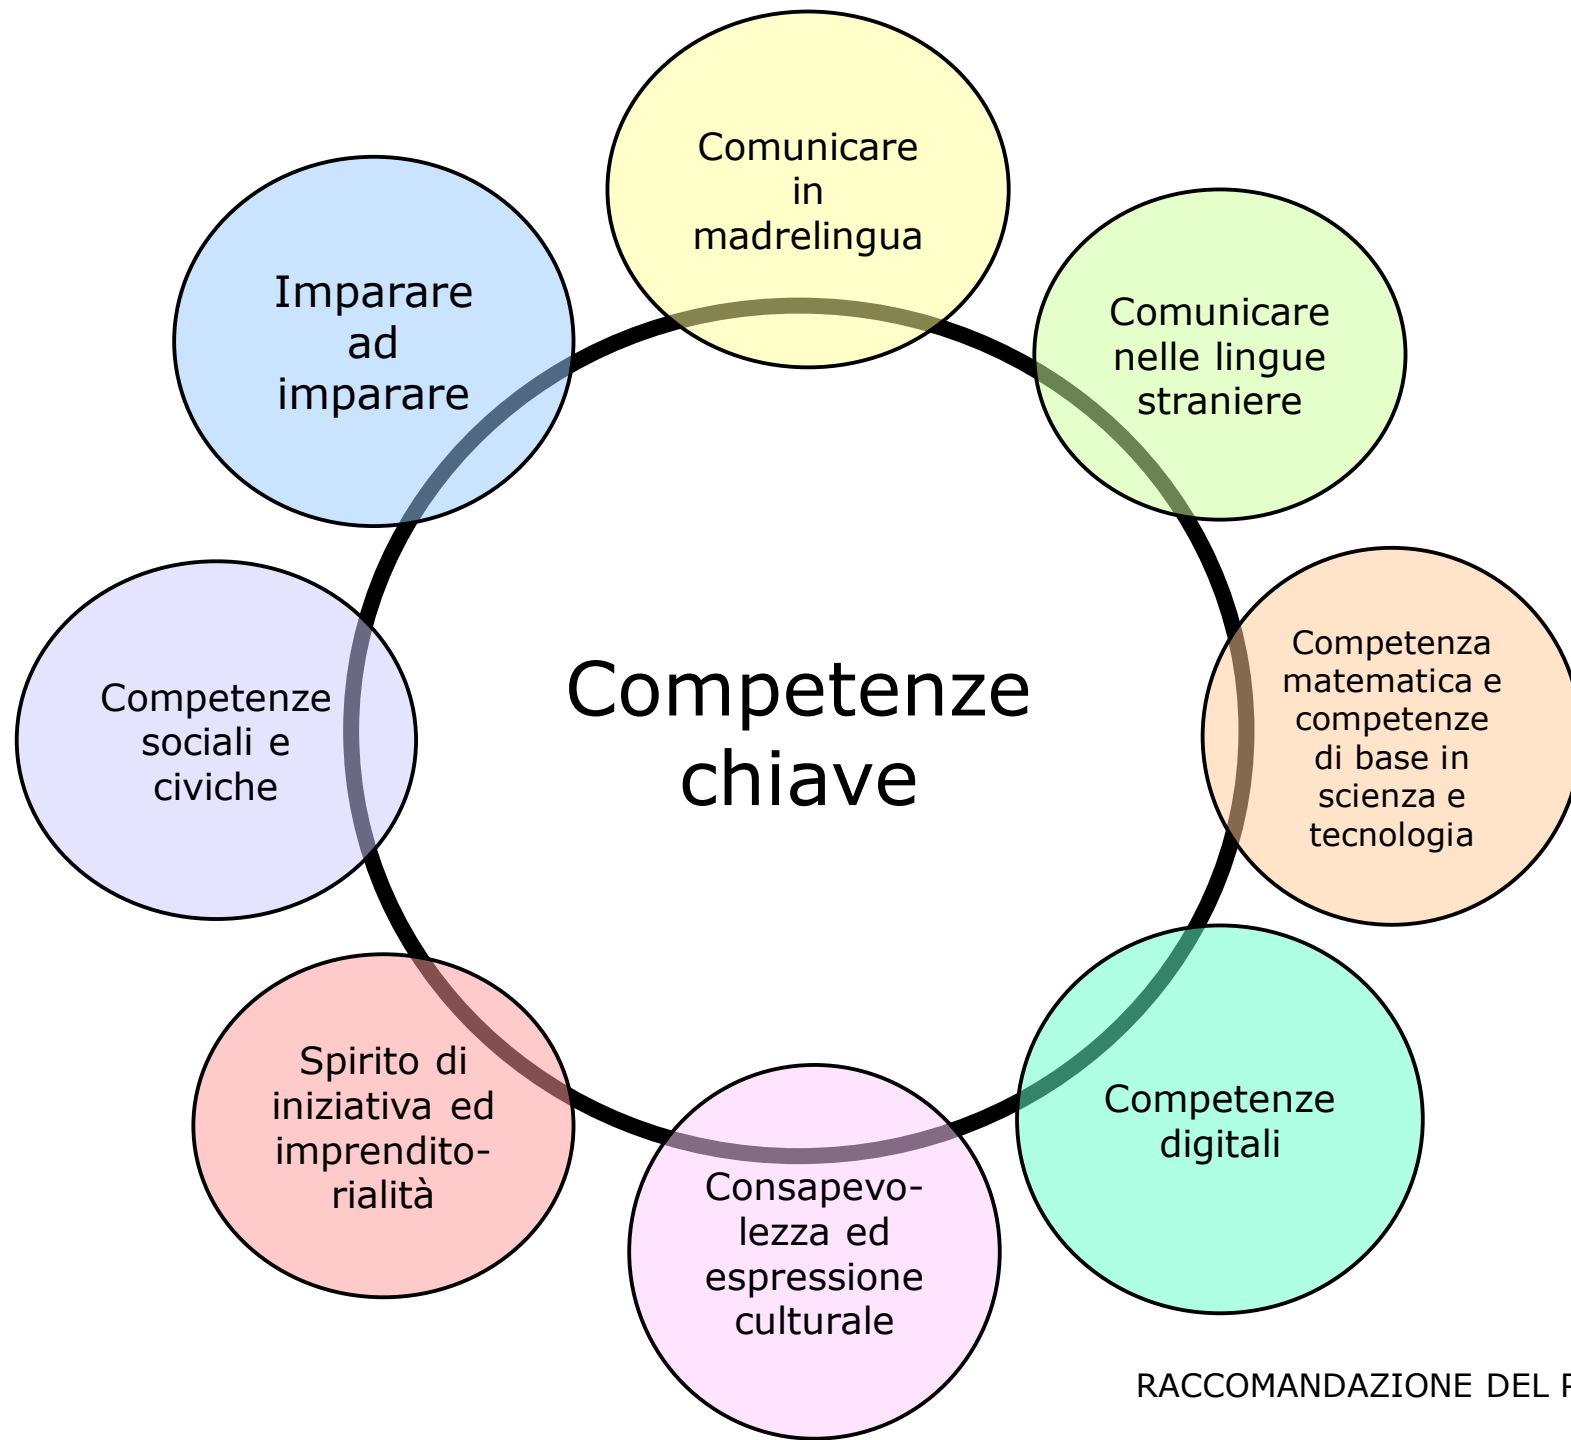 Comunicare
in
madrelingua
Comunicare
nelle lingue
straniere
Competenza
matematica e
competenze
di base in
scienza e
tecnologia
Competenze
digitali
Consapevo-
lezza ed
espressione
culturale
Spirito di
iniziativa ed
imprendito-
rialità
Competenze
sociali e
civiche
Imparare
ad
imparare
Competenze
chiave
RACCOMANDAZIONE DEL